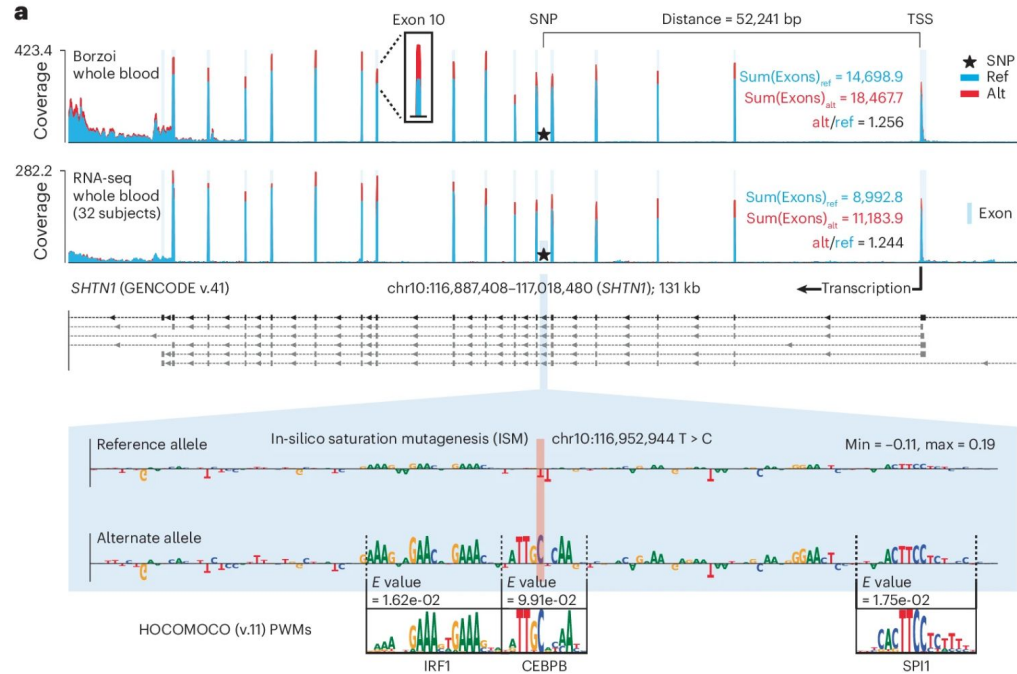 a
Exon 10
SNP
Distance = 52,241 bp
TSS
423.4
Coverage
Borzoi
whole blood
Sum(Exons)ref = 14,698.9
Sum(Exons)alt = 18,467.7
alt/ref = 1.256
SNP
Ref
Alt
282.2
Coverage
RNA-seq
whole blood
(32 subjects)
Sum(Exons)ref = 8,992.8
Sum(Exons)alt = 11,183.9
alt/ref = 1.244
Exon
SHTN1 (GENCODE v.41)
chr10:116,887,408–117,018,480 (SHTN1); 131 kb
Transcription
Reference allele
In-silico saturation mutagenesis (ISM)
chr10:116,952,944 T > C
Min = –0.11, max = 0.19
Alternate allele
E value
= 1.62e-02
E value
= 9.91e-02
E value
= 1.75e-02
HOCOMOCO (v.11) PWMs
IRF1
CEBPB
SPI1